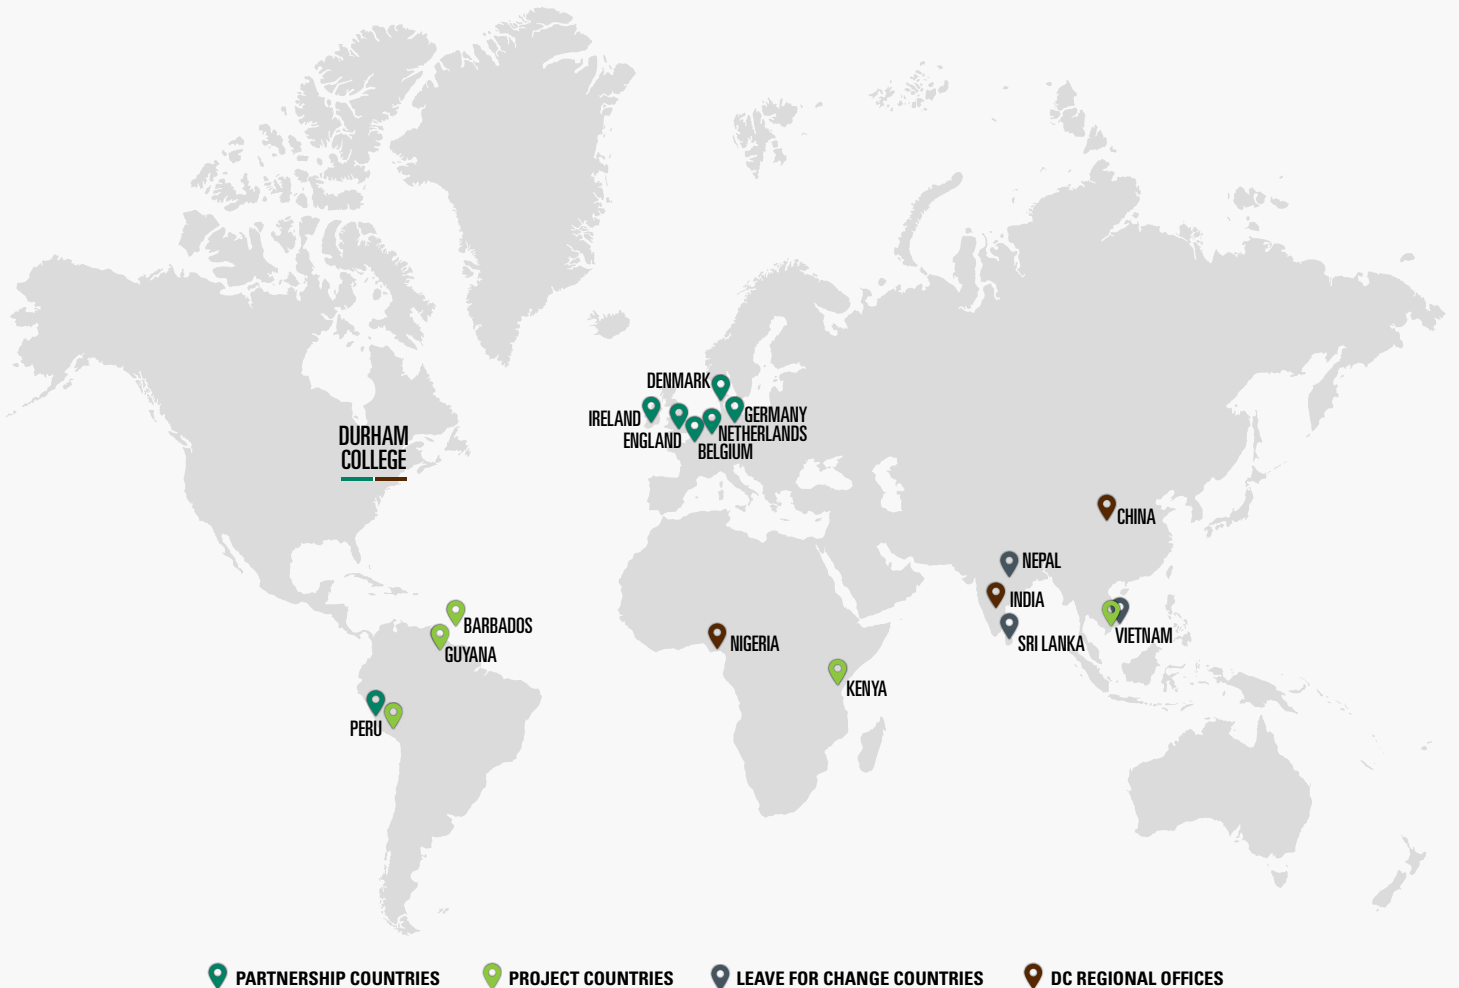 DENMARK
IRELAND
GERMANY
NETHERLANDS
ENGLAND
BELGIUM
DURHAM
COLLEGE
CHINA
NEPAL
INDIA
BARBADOS
VIETNAM
NIGERIA
SRI LANKA
GUYANA
KENYA
PERU
PARTNERSHIP COUNTRIES
PROJECT COUNTRIES
LEAVE FOR CHANGE COUNTRIES
DC REGIONAL OFFICES